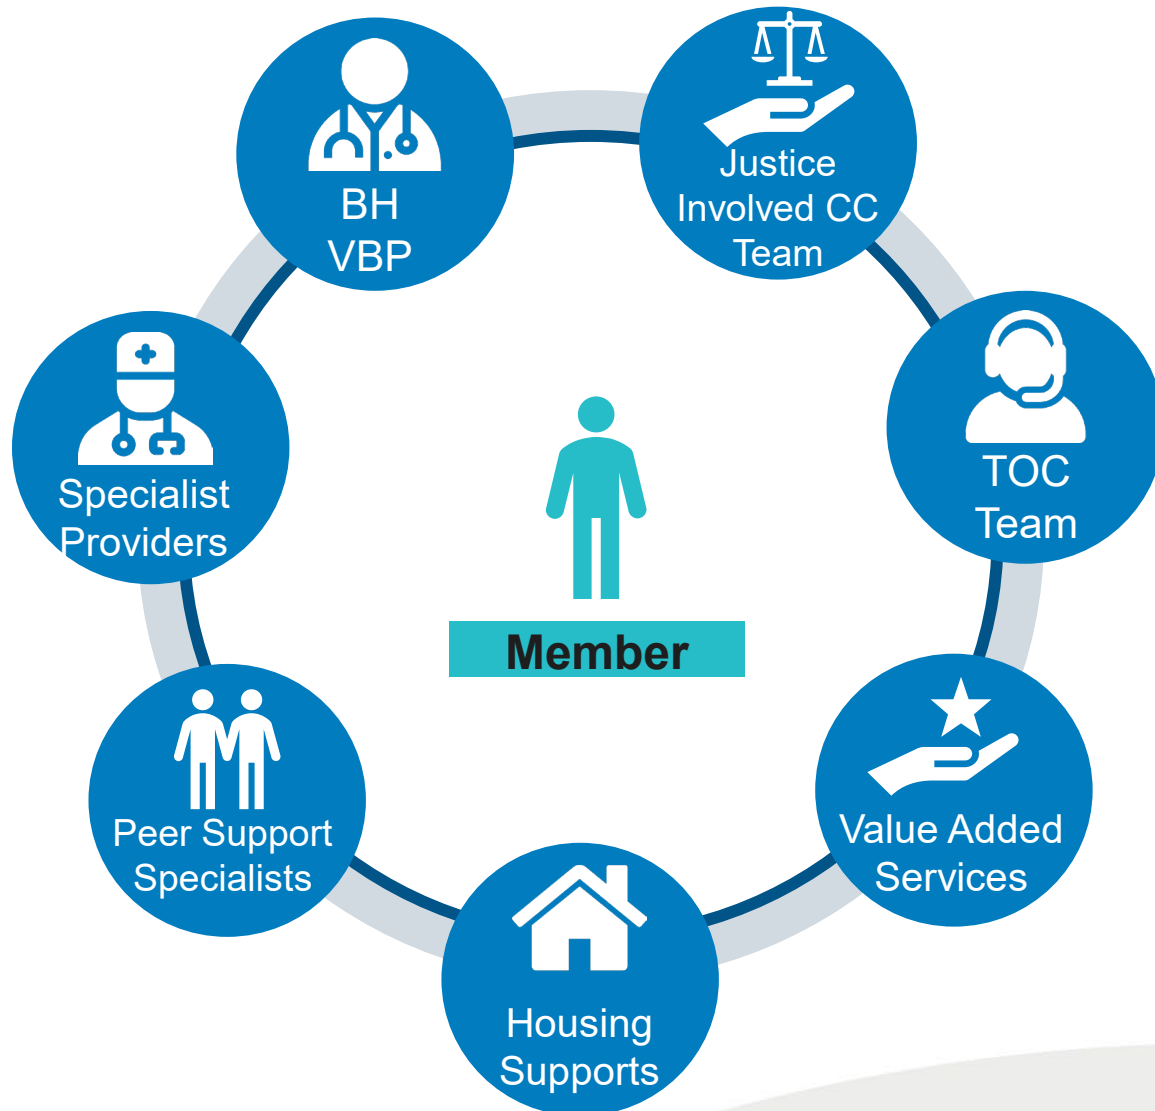 BH
VBP
Justice
Involved CC
Team
TOC
Team
Value Added
Services
Housing
Supports
Peer Support
Specialists
Specialist
Providers
Member